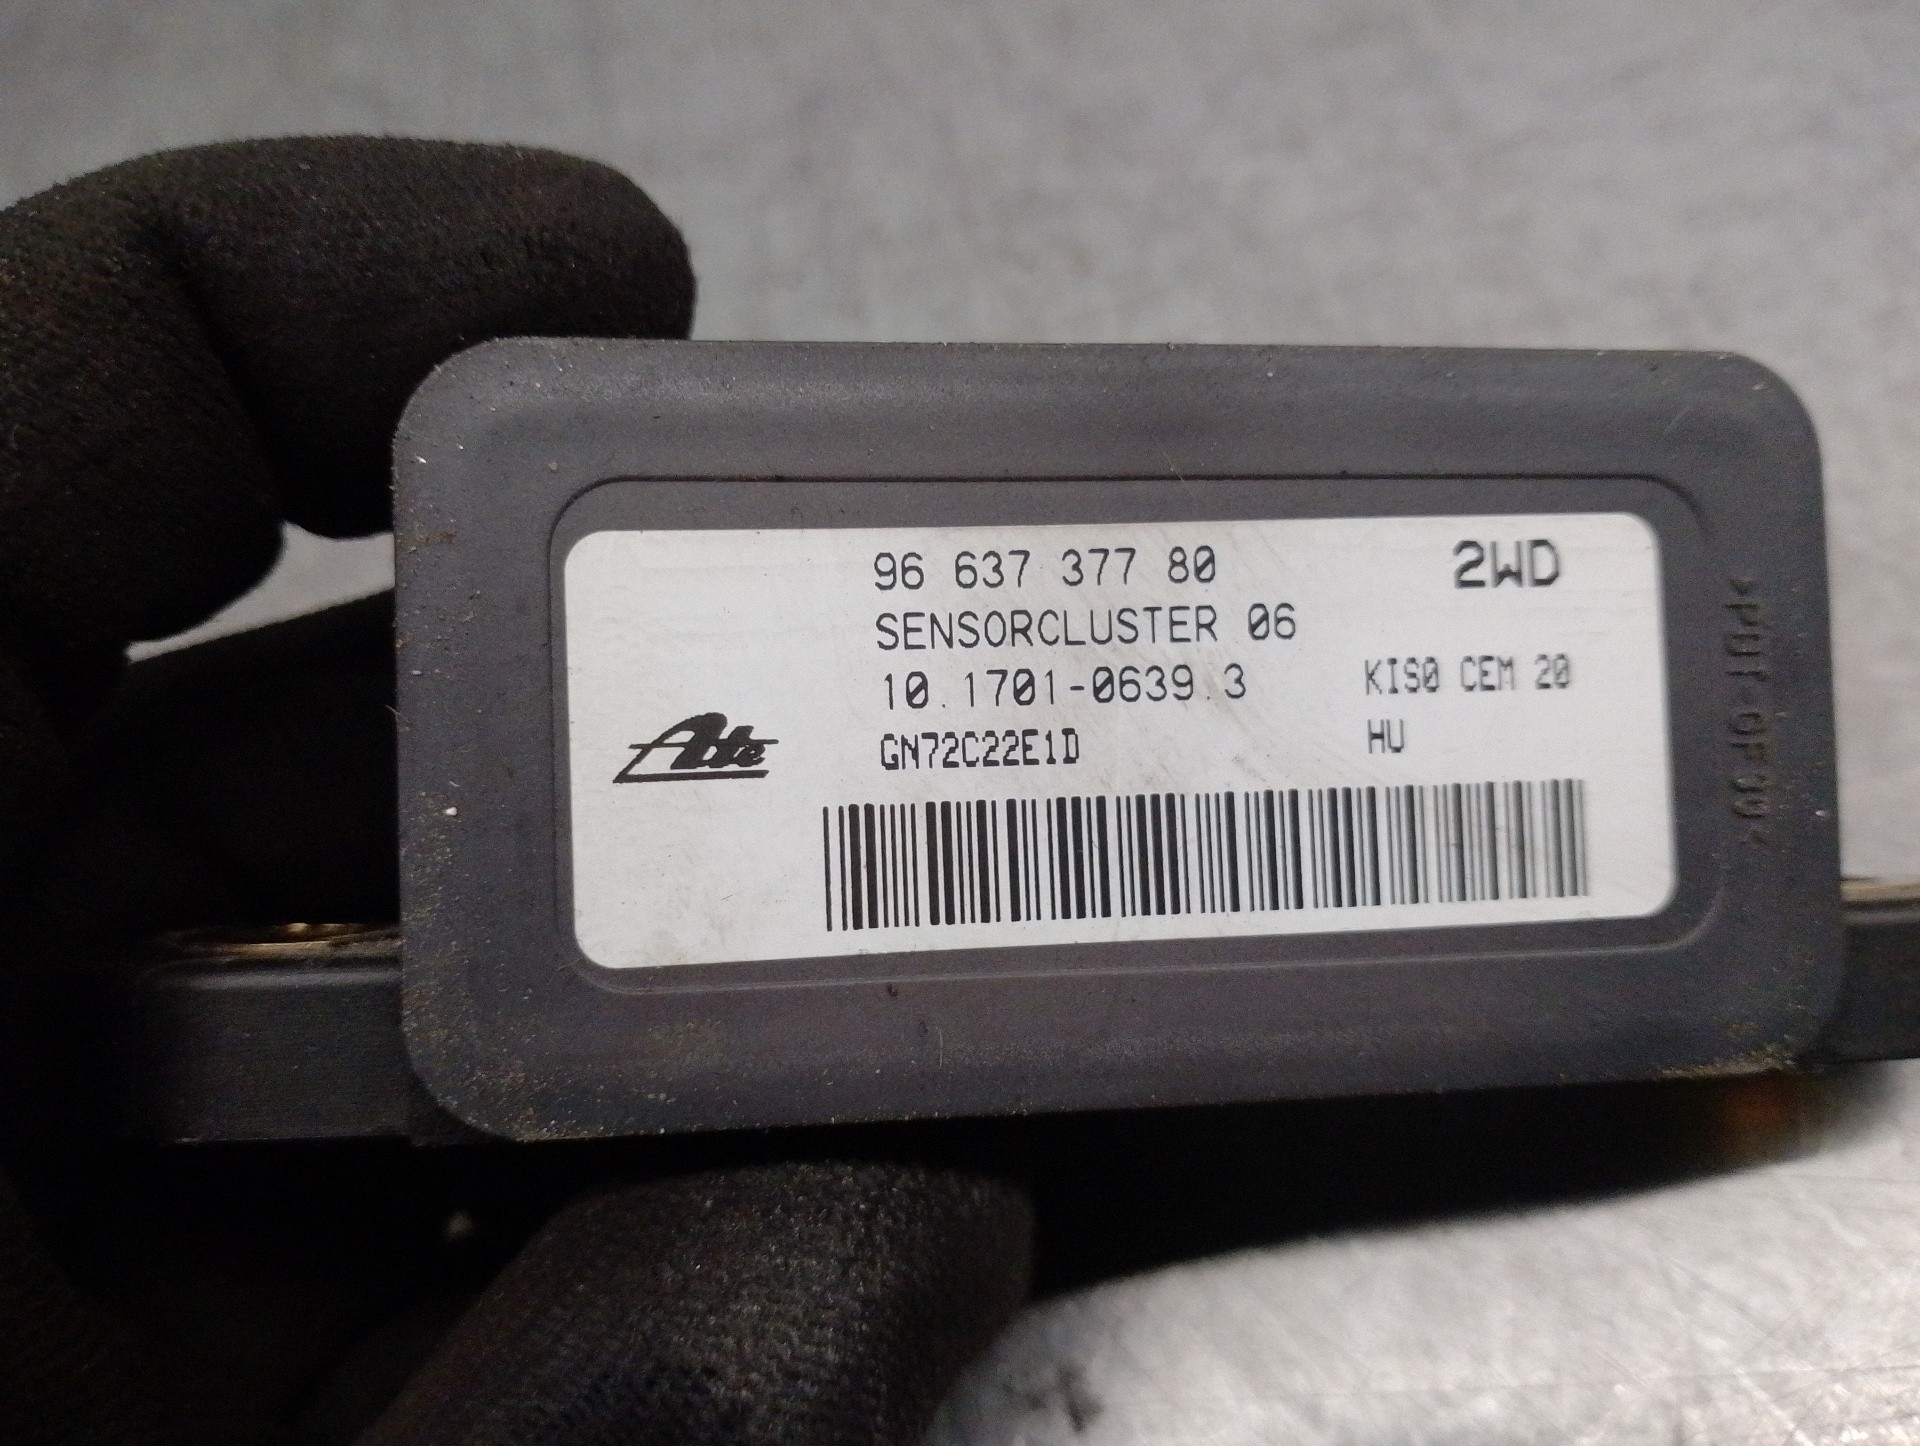 96 637 377 80 2WD
SENSORCLUSTER 06
10.1701-0639.3 KIS0 CEM 20
Ate GN72C22E1D HU